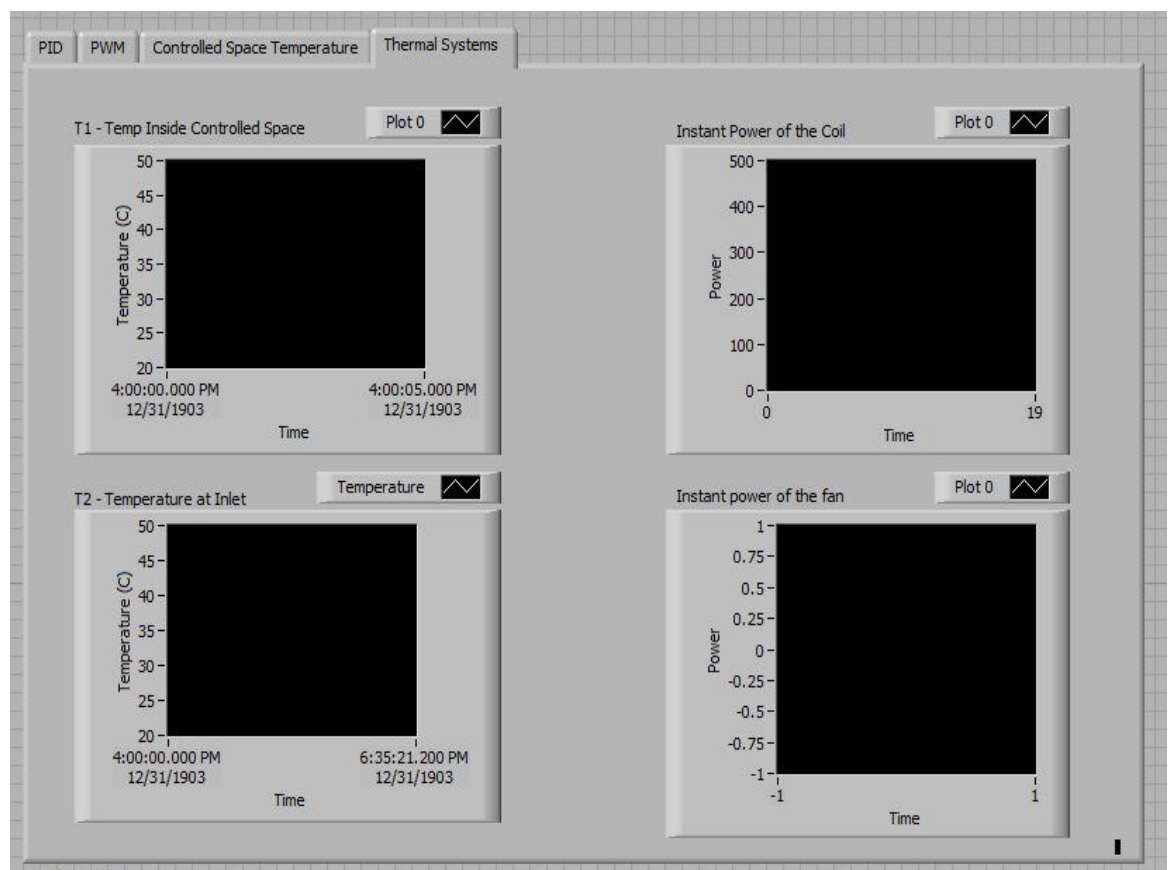 PID
PWM
Controlled Space Temperature
Thermal Systems
T1 - Temp Inside Controlled Space
Plot 0
50
45
40
35
30
25
20
Temperature (C)
4:00:00.000 PM
12/31/1903
4:00:05.000 PM
12/31/1903
Time
Instant Power of the Coil
Plot 0
500
400
300
200
100
0
Power
0
19
Time
T2 - Temperature at Inlet
Temperature
50
45
40
35
30
25
20
Temperature (C)
4:00:00.000 PM
12/31/1903
6:35:21.200 PM
12/31/1903
Time
Instant power of the fan
Plot 0
1
0.75
0.5
0.25
0
-0.25
-0.5
-0.75
-1
Power
-1
1
Time